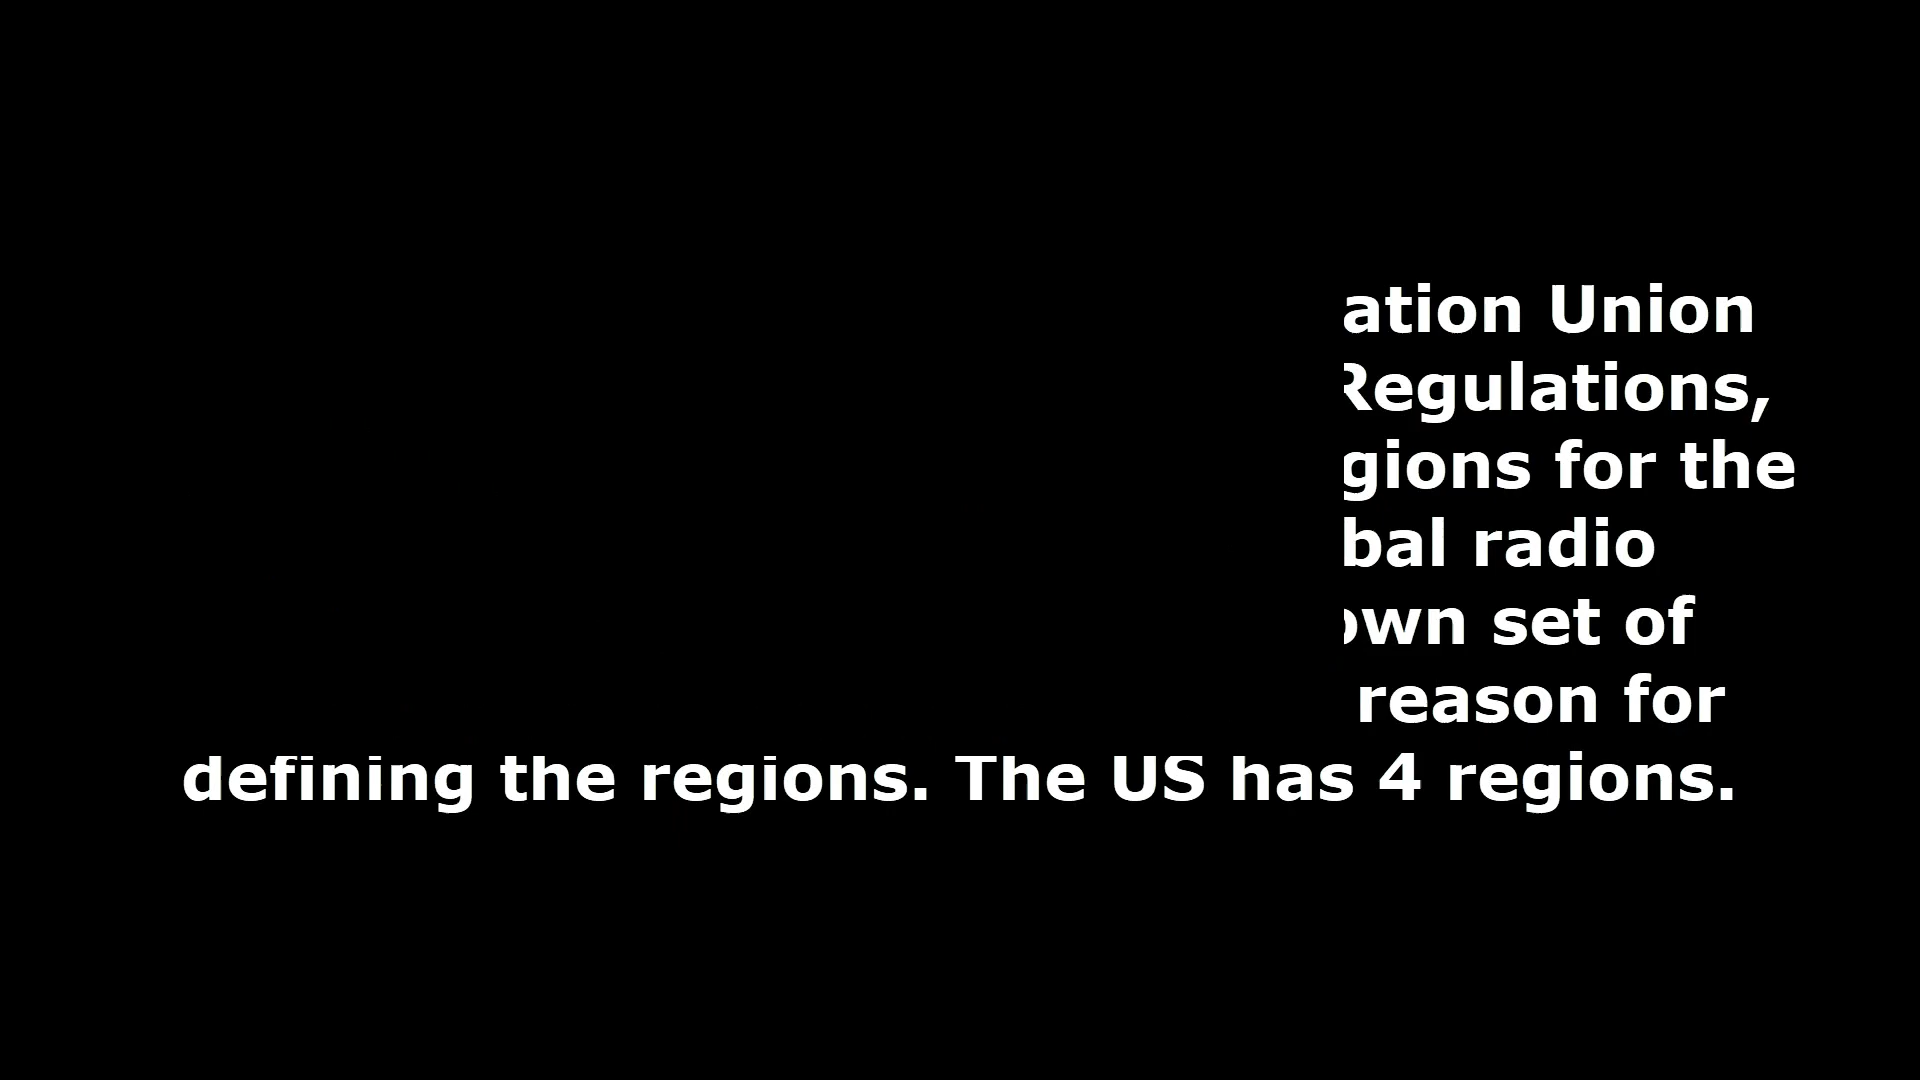 ation Union
Regulations,
gions for the
bal radio
own set of
reason for
defining the regions. The US has 4 regions.